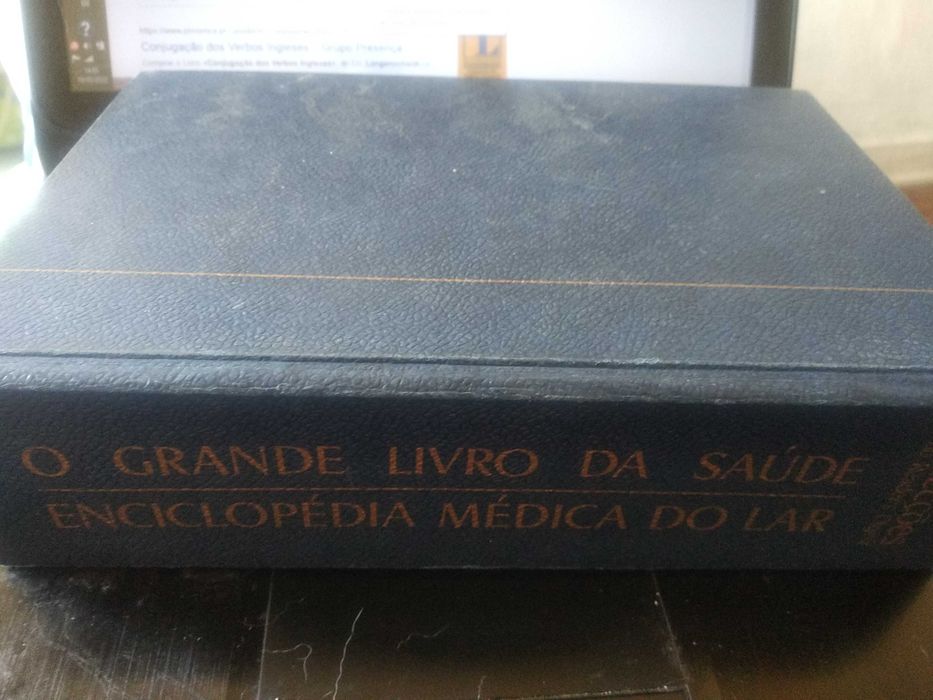 Conjugação dos Verbos Ingleses - Grupo Presença
O GRANDE LIVRO DA SAÚDE
ENCICLOPÉDIA MÉDICA DO LAR